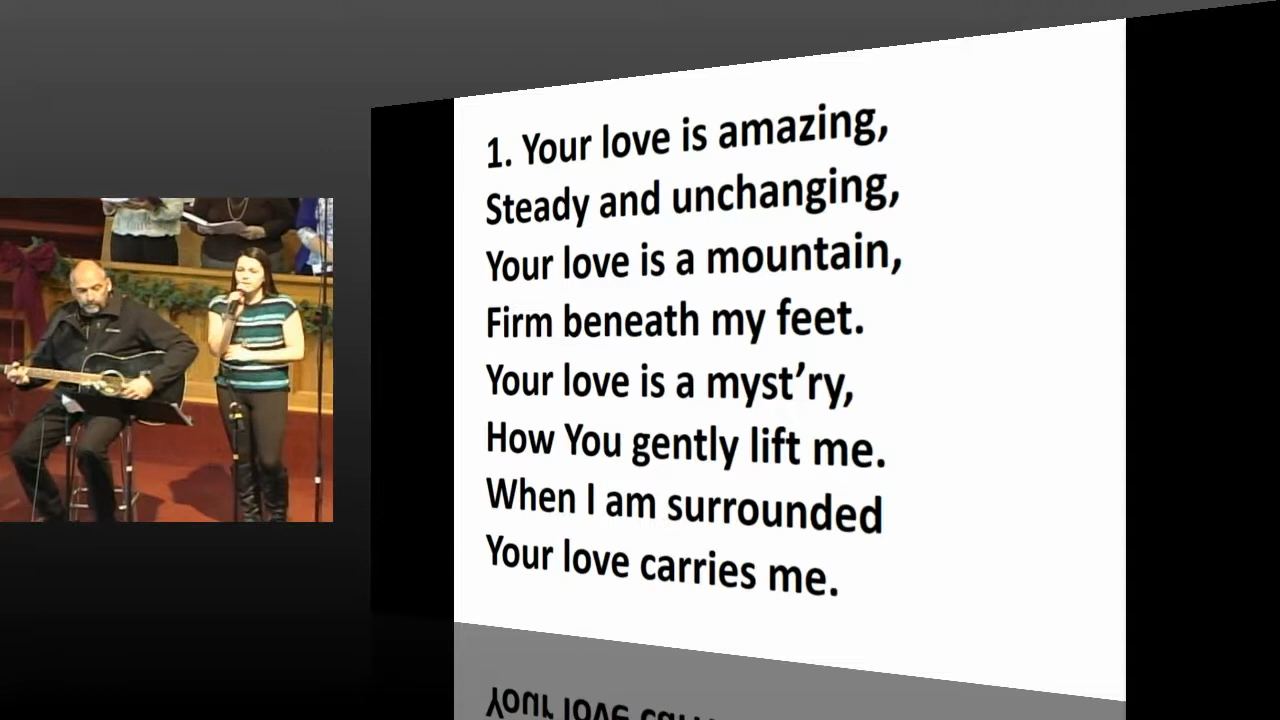 1. Your love is amazing,
Steady and unchanging,
Your love is a mountain,
Firm beneath my feet.
Your love is a myst’ry,
How You gently lift me.
When I am surrounded
Your love carries me.